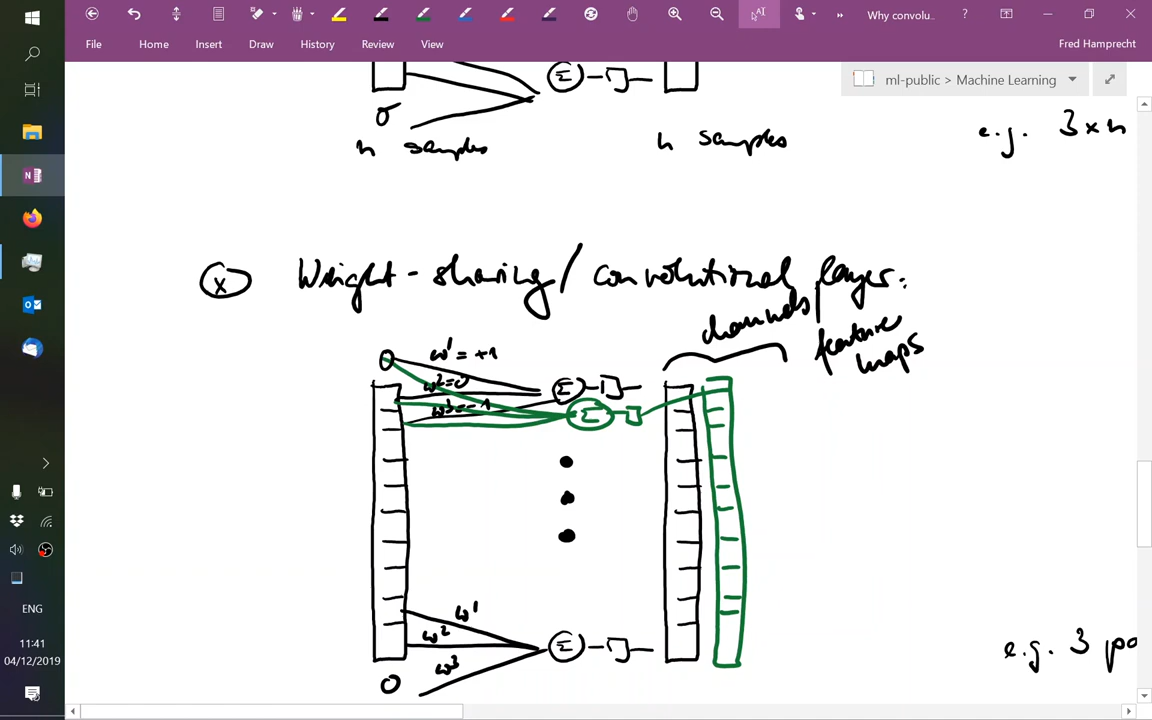 Why convolu..
?
File
Home
Insert
Draw
History
Review
View
Fred Hamprecht
ml-public > Machine Learning
Σ
0
n samples
n samples
e.g. 3 x n
x Weight-sharing/convolutional layer:
channels
feature maps
0
w¹ = +1
w²=0
w³=-1
Σ
Σ
w¹
w²
w³
Σ
0
e.g. 3 pa
ENG
11:41
04/12/2019